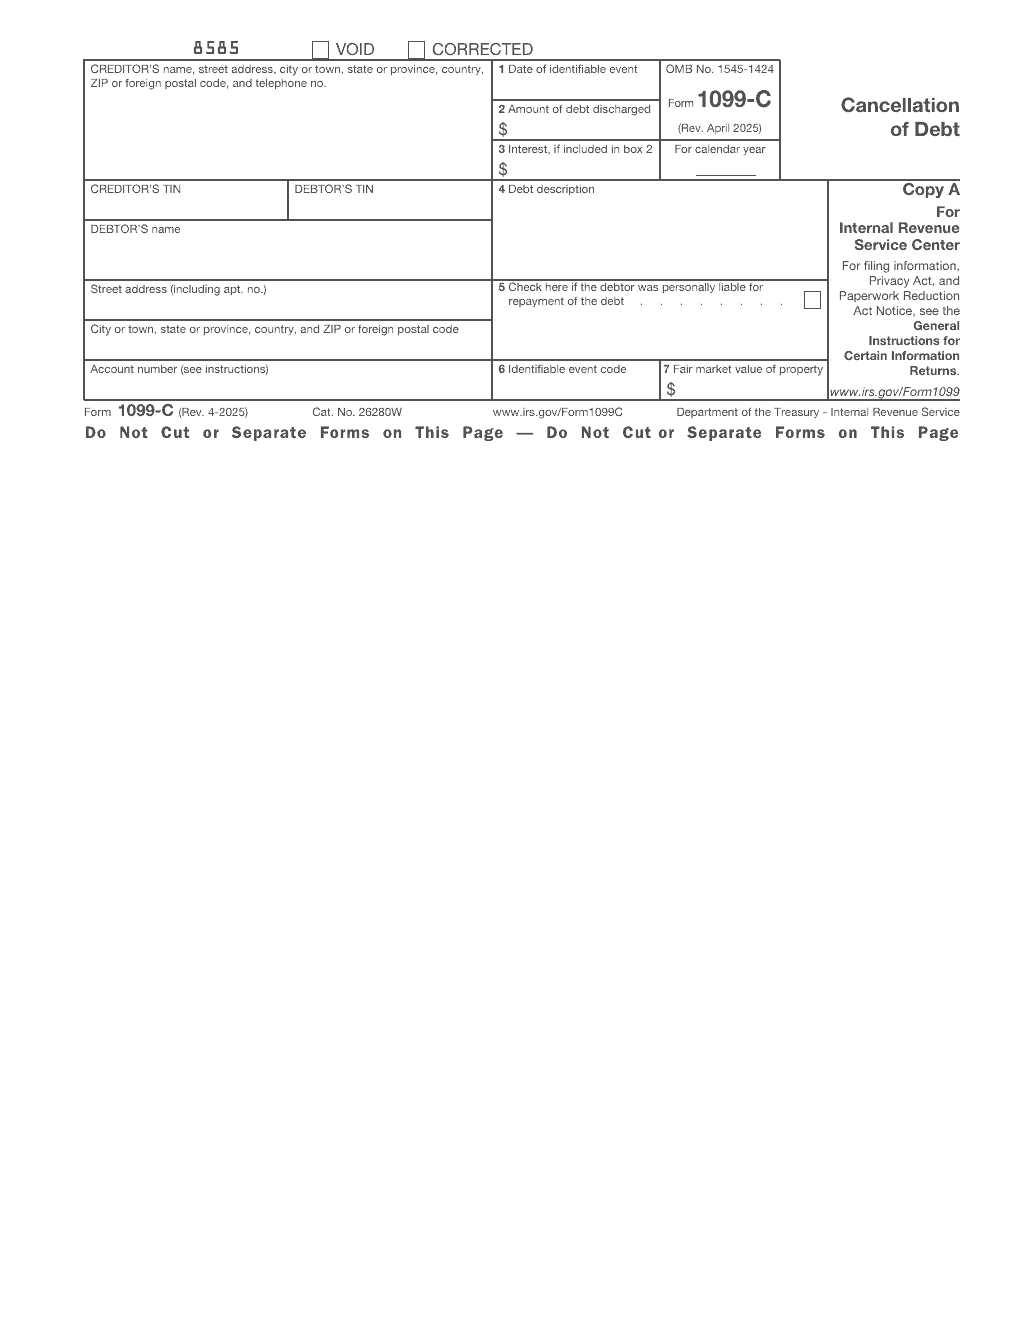 8585 VOID CORRECTED
CREDITOR'S name, street address, city or town, state or province, country,
ZIP or foreign postal code, and telephone no.
1 Date of identifiable event
2 Amount of debt discharged
$
3 Interest, if included in box 2
$
OMB No. 1545-1424
Form 1099-C
(Rev. April 2025)
For calendar year
Cancellation
of Debt
CREDITOR'S TIN
DEBTOR'S TIN
DEBTOR'S name
Street address (including apt. no.)
City or town, state or province, country, and ZIP or foreign postal code
Account number (see instructions)
4 Debt description
5 Check here if the debtor was personally liable for
repayment of the debt . . . . . . . .
6 Identifiable event code
7 Fair market value of property
$
Copy A
For
Internal Revenue
Service Center
For filing information,
Privacy Act, and
Paperwork Reduction
Act Notice, see the
General
Instructions for
Certain Information
Returns.
www.irs.gov/Form1099
Form 1099-C (Rev. 4-2025) Cat. No. 26280W www.irs.gov/Form1099C Department of the Treasury - Internal Revenue Service
Do Not Cut or Separate Forms on This Page — Do Not Cut or Separate Forms on This Page